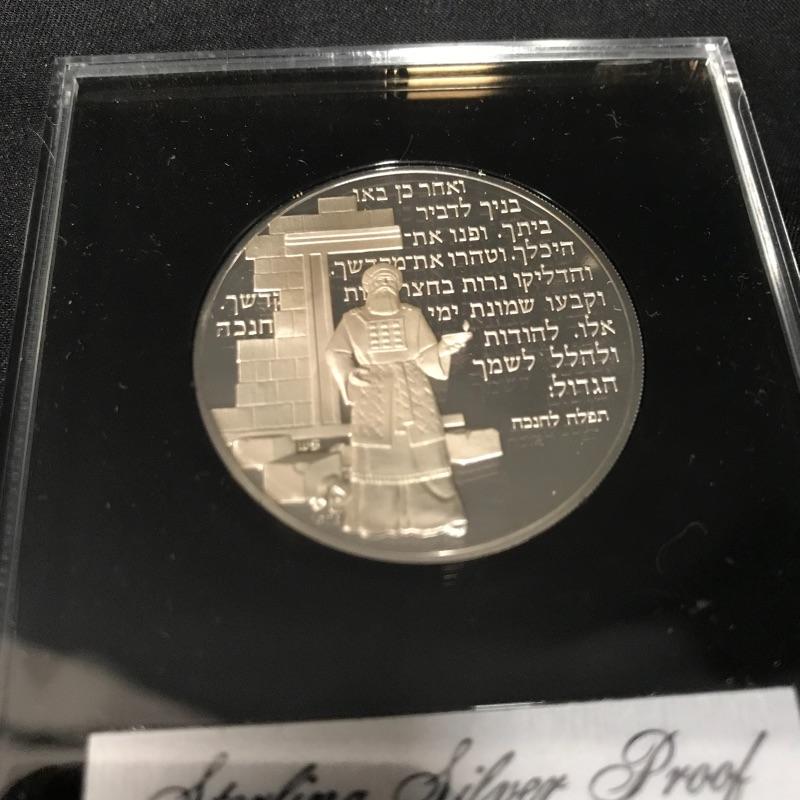 ואחר כן באו
בניך לדביר
ביתך. ופנו את־
היכלך. וטהרו את־מקדשך.
והדליקו נרות בחצרות קדשך.
וקבעו שמונת ימי חנכה
אלו. להודות
ולהלל לשמך
הגדול:
תפלה לחנכה
Sterling Silver Proof